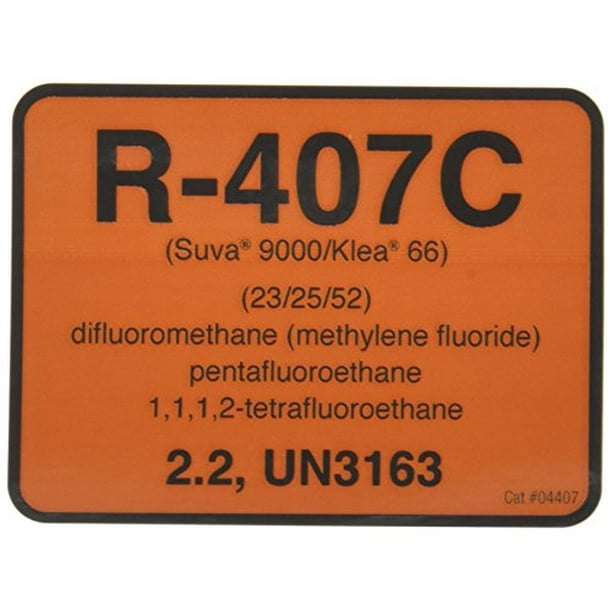 R-407C
(Suva® 9000/Klea® 66)
(23/25/52)
difluoromethane (methylene fluoride)
pentafluoroethane
1,1,1,2-tetrafluoroethane
2.2, UN3163
Cat #04407